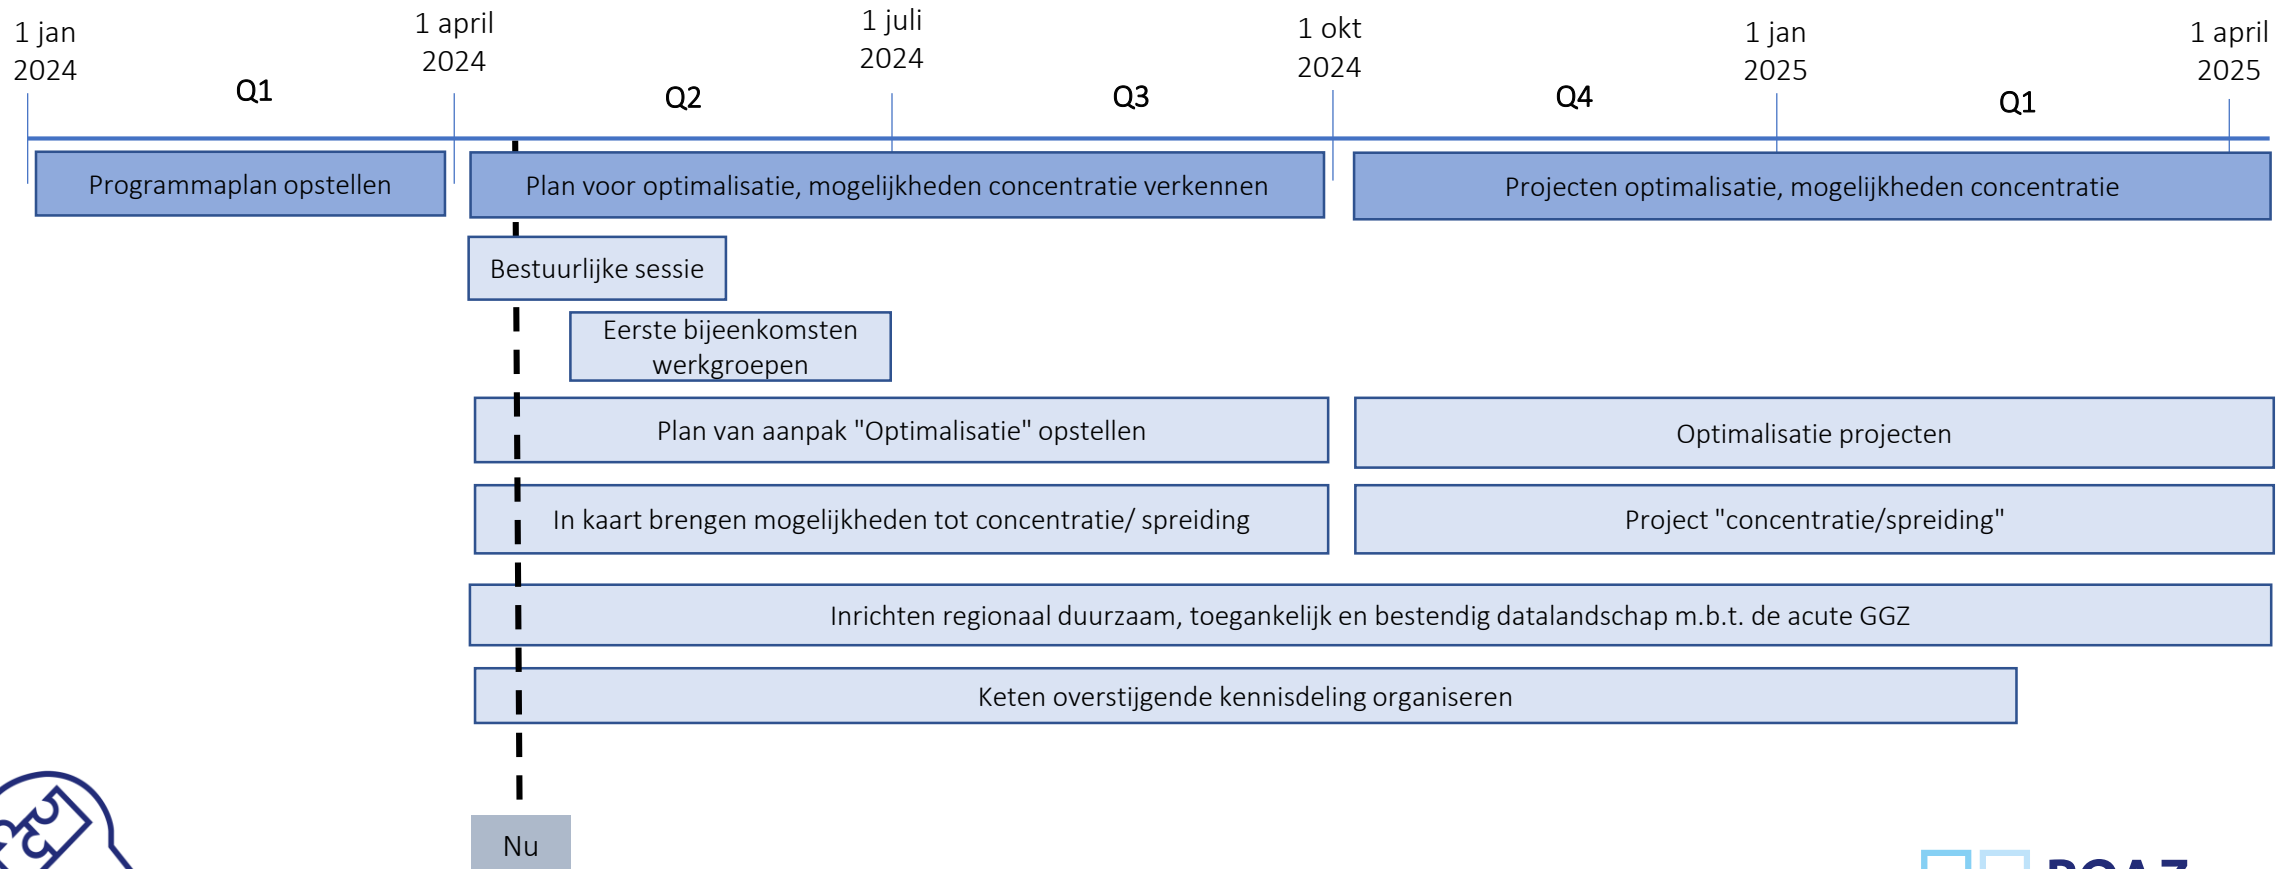 1 jan
2024
1 april
2024
1 juli
2024
1 okt
2024
1 jan
2025
1 april
2025
Q1
Q2
Q3
Q4
Q1
Programmaplan opstellen
Plan voor optimalisatie, mogelijkheden concentratie verkennen
Projecten optimalisatie, mogelijkheden concentratie
Bestuurlijke sessie
Eerste bijeenkomsten
werkgroepen
Plan van aanpak "Optimalisatie" opstellen
Optimalisatie projecten
In kaart brengen mogelijkheden tot concentratie/ spreiding
Project "concentratie/spreiding"
Inrichten regionaal duurzaam, toegankelijk en bestendig datalandschap m.b.t. de acute GGZ
Keten overstijgende kennisdeling organiseren
Nu
ROAZ